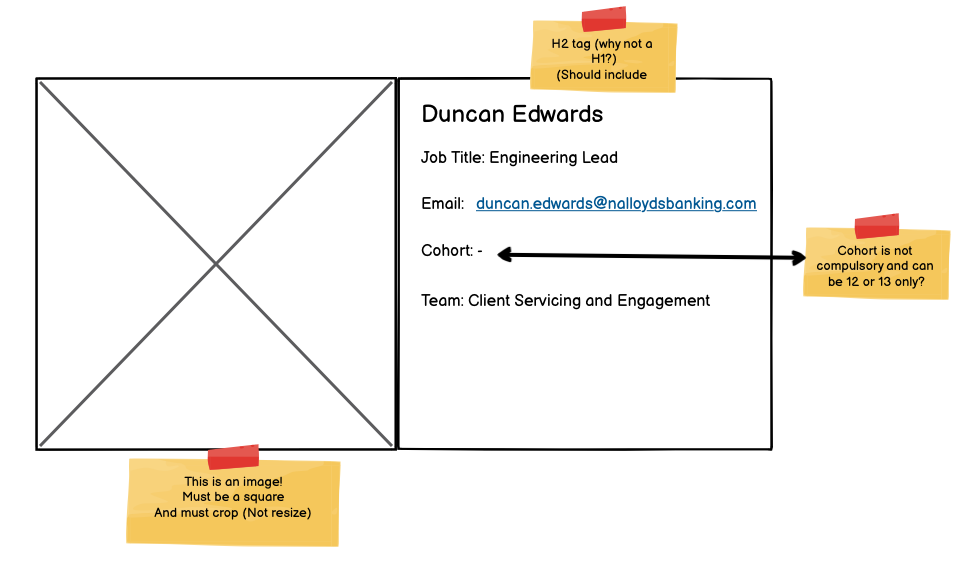 H2 tag (why not a
H1?)
(Should include
Duncan Edwards
Job Title: Engineering Lead
Email: duncan.edwards@nalloydsbanking.com
Cohort: -
Team: Client Servicing and Engagement
Cohort is not
compulsory and can
be 12 or 13 only?
This is an image!
Must be a square
And must crop (Not resize)